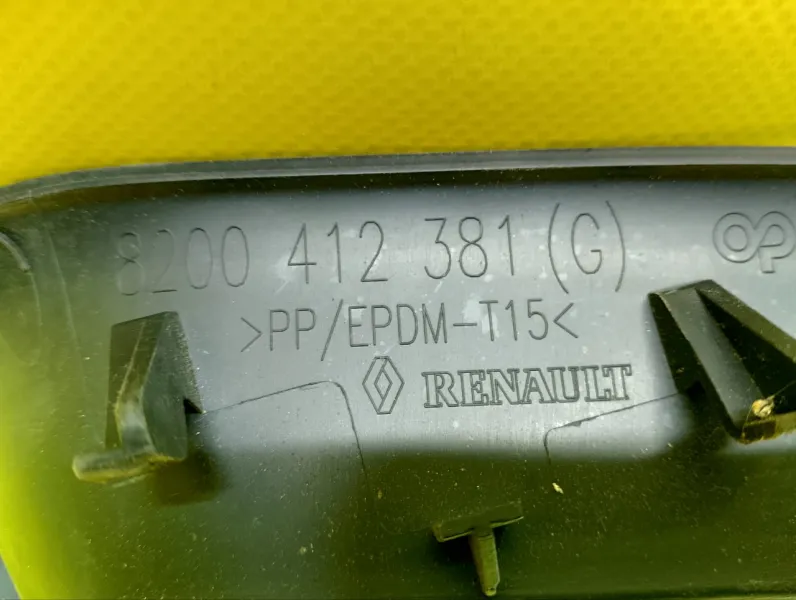 8200 412 381 (G)
>PP/EPDM-T15<
RENAULT